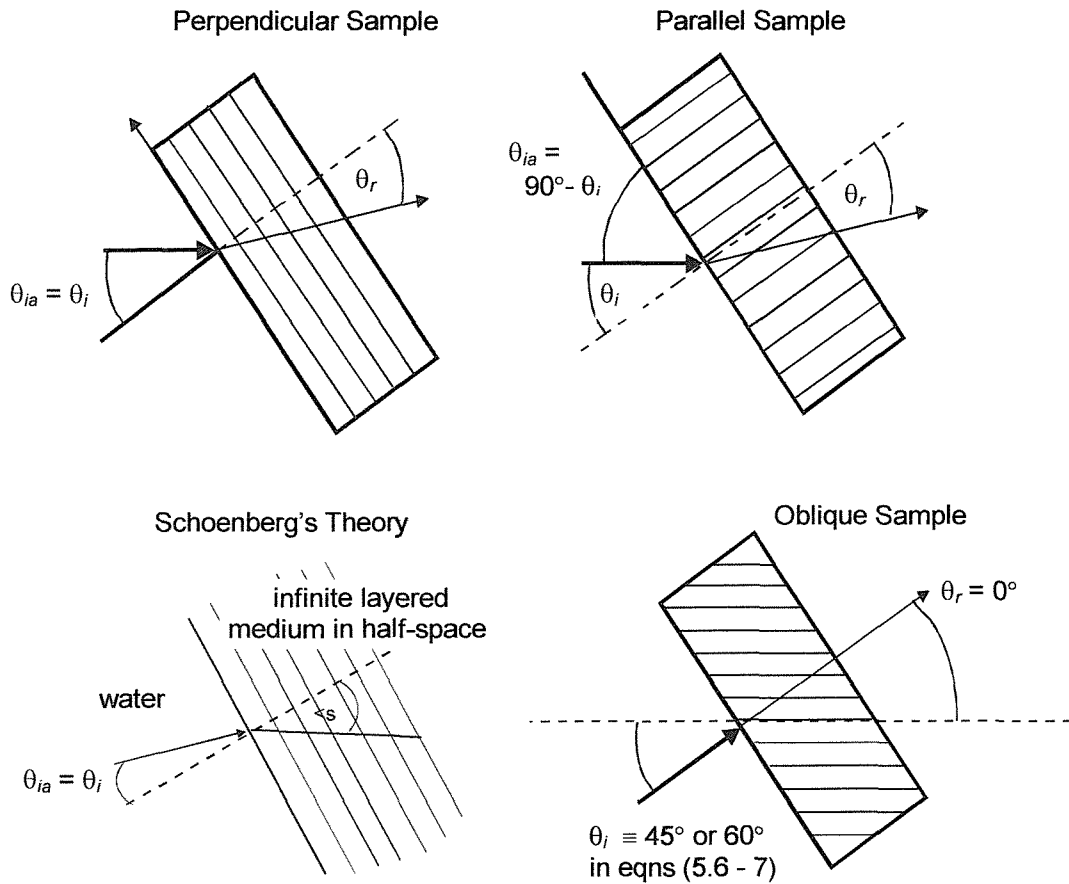 Perpendicular Sample
θr
θia = θi
Parallel Sample
θia =
90°- θi
θr
θi
Schoenberg's Theory
infinite layered
medium in half-space
water
s
θia = θi
Oblique Sample
θr = 0°
θi ≡ 45° or 60°
in eqns (5.6 - 7)